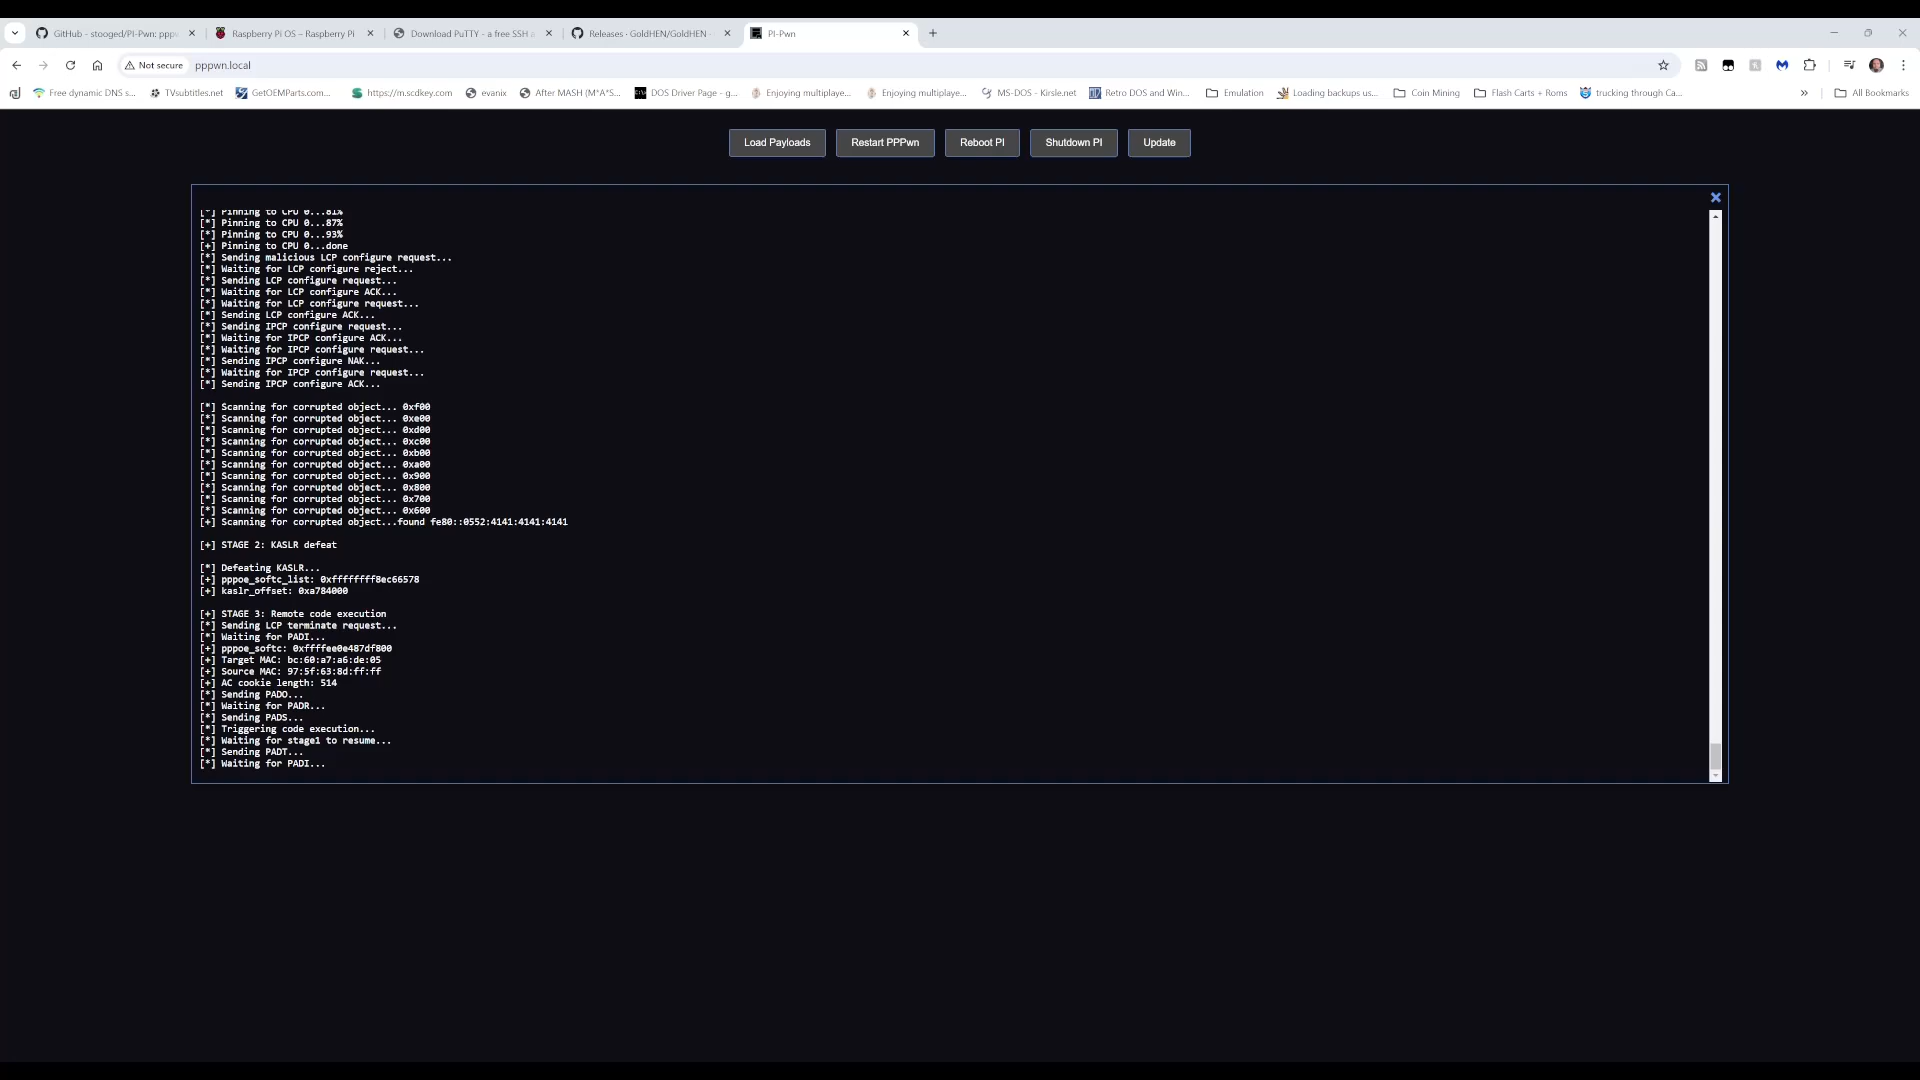 GitHub - stooged/PI-Pwn: pppw
Raspberry Pi OS – Raspberry Pi
Download PuTTY - a free SSH a
Releases · GoldHEN/GoldHEN
PI-Pwn
Not secure
pppwn.local
Free dynamic DNS s...
TVsubtitles.net
GetOEMParts.com...
https://m.scdkey.com
evanix
After MASH (M*A*S...
DOS Driver Page - g...
Enjoying multiplaye...
Enjoying multiplaye...
MS-DOS - Kirsle.net
Retro DOS and Win...
Emulation
Loading backups us...
Coin Mining
Flash Carts + Roms
trucking through Ca...
All Bookmarks
Load Payloads
Restart PPPwn
Reboot PI
Shutdown PI
Update
[*] Pinning to CPU 0...81%
[*] Pinning to CPU 0...87%
[*] Pinning to CPU 0...93%
[+] Pinning to CPU 0...done
[*] Sending malicious LCP configure request...
[*] Waiting for LCP configure reject...
[*] Sending LCP configure request...
[*] Waiting for LCP configure ACK...
[*] Waiting for LCP configure request...
[*] Sending LCP configure ACK...
[*] Sending IPCP configure request...
[*] Waiting for IPCP configure ACK...
[*] Waiting for IPCP configure request...
[*] Sending IPCP configure NAK...
[*] Waiting for IPCP configure request...
[*] Sending IPCP configure ACK...
[*] Scanning for corrupted object... 0xf00
[*] Scanning for corrupted object... 0xe00
[*] Scanning for corrupted object... 0xd00
[*] Scanning for corrupted object... 0xc00
[*] Scanning for corrupted object... 0xb00
[*] Scanning for corrupted object... 0xa00
[*] Scanning for corrupted object... 0x900
[*] Scanning for corrupted object... 0x800
[*] Scanning for corrupted object... 0x700
[*] Scanning for corrupted object... 0x600
[+] Scanning for corrupted object...found fe80::0552:4141:4141:4141
[+] STAGE 2: KASLR defeat
[*] Defeating KASLR...
[+] pppoe_softc_list: 0xffffffff8ec66578
[+] kaslr_offset: 0xa784000
[+] STAGE 3: Remote code execution
[*] Sending LCP terminate request...
[*] Waiting for PADI...
[+] pppoe_softc: 0xffffee0e487df800
[+] Target MAC: bc:60:a7:a6:de:05
[+] Source MAC: 97:5f:63:8d:ff:ff
[+] AC cookie length: 514
[*] Sending PADO...
[*] Waiting for PADR...
[*] Sending PADS...
[*] Triggering code execution...
[*] Waiting for stage1 to resume...
[*] Sending PADT...
[*] Waiting for PADI...